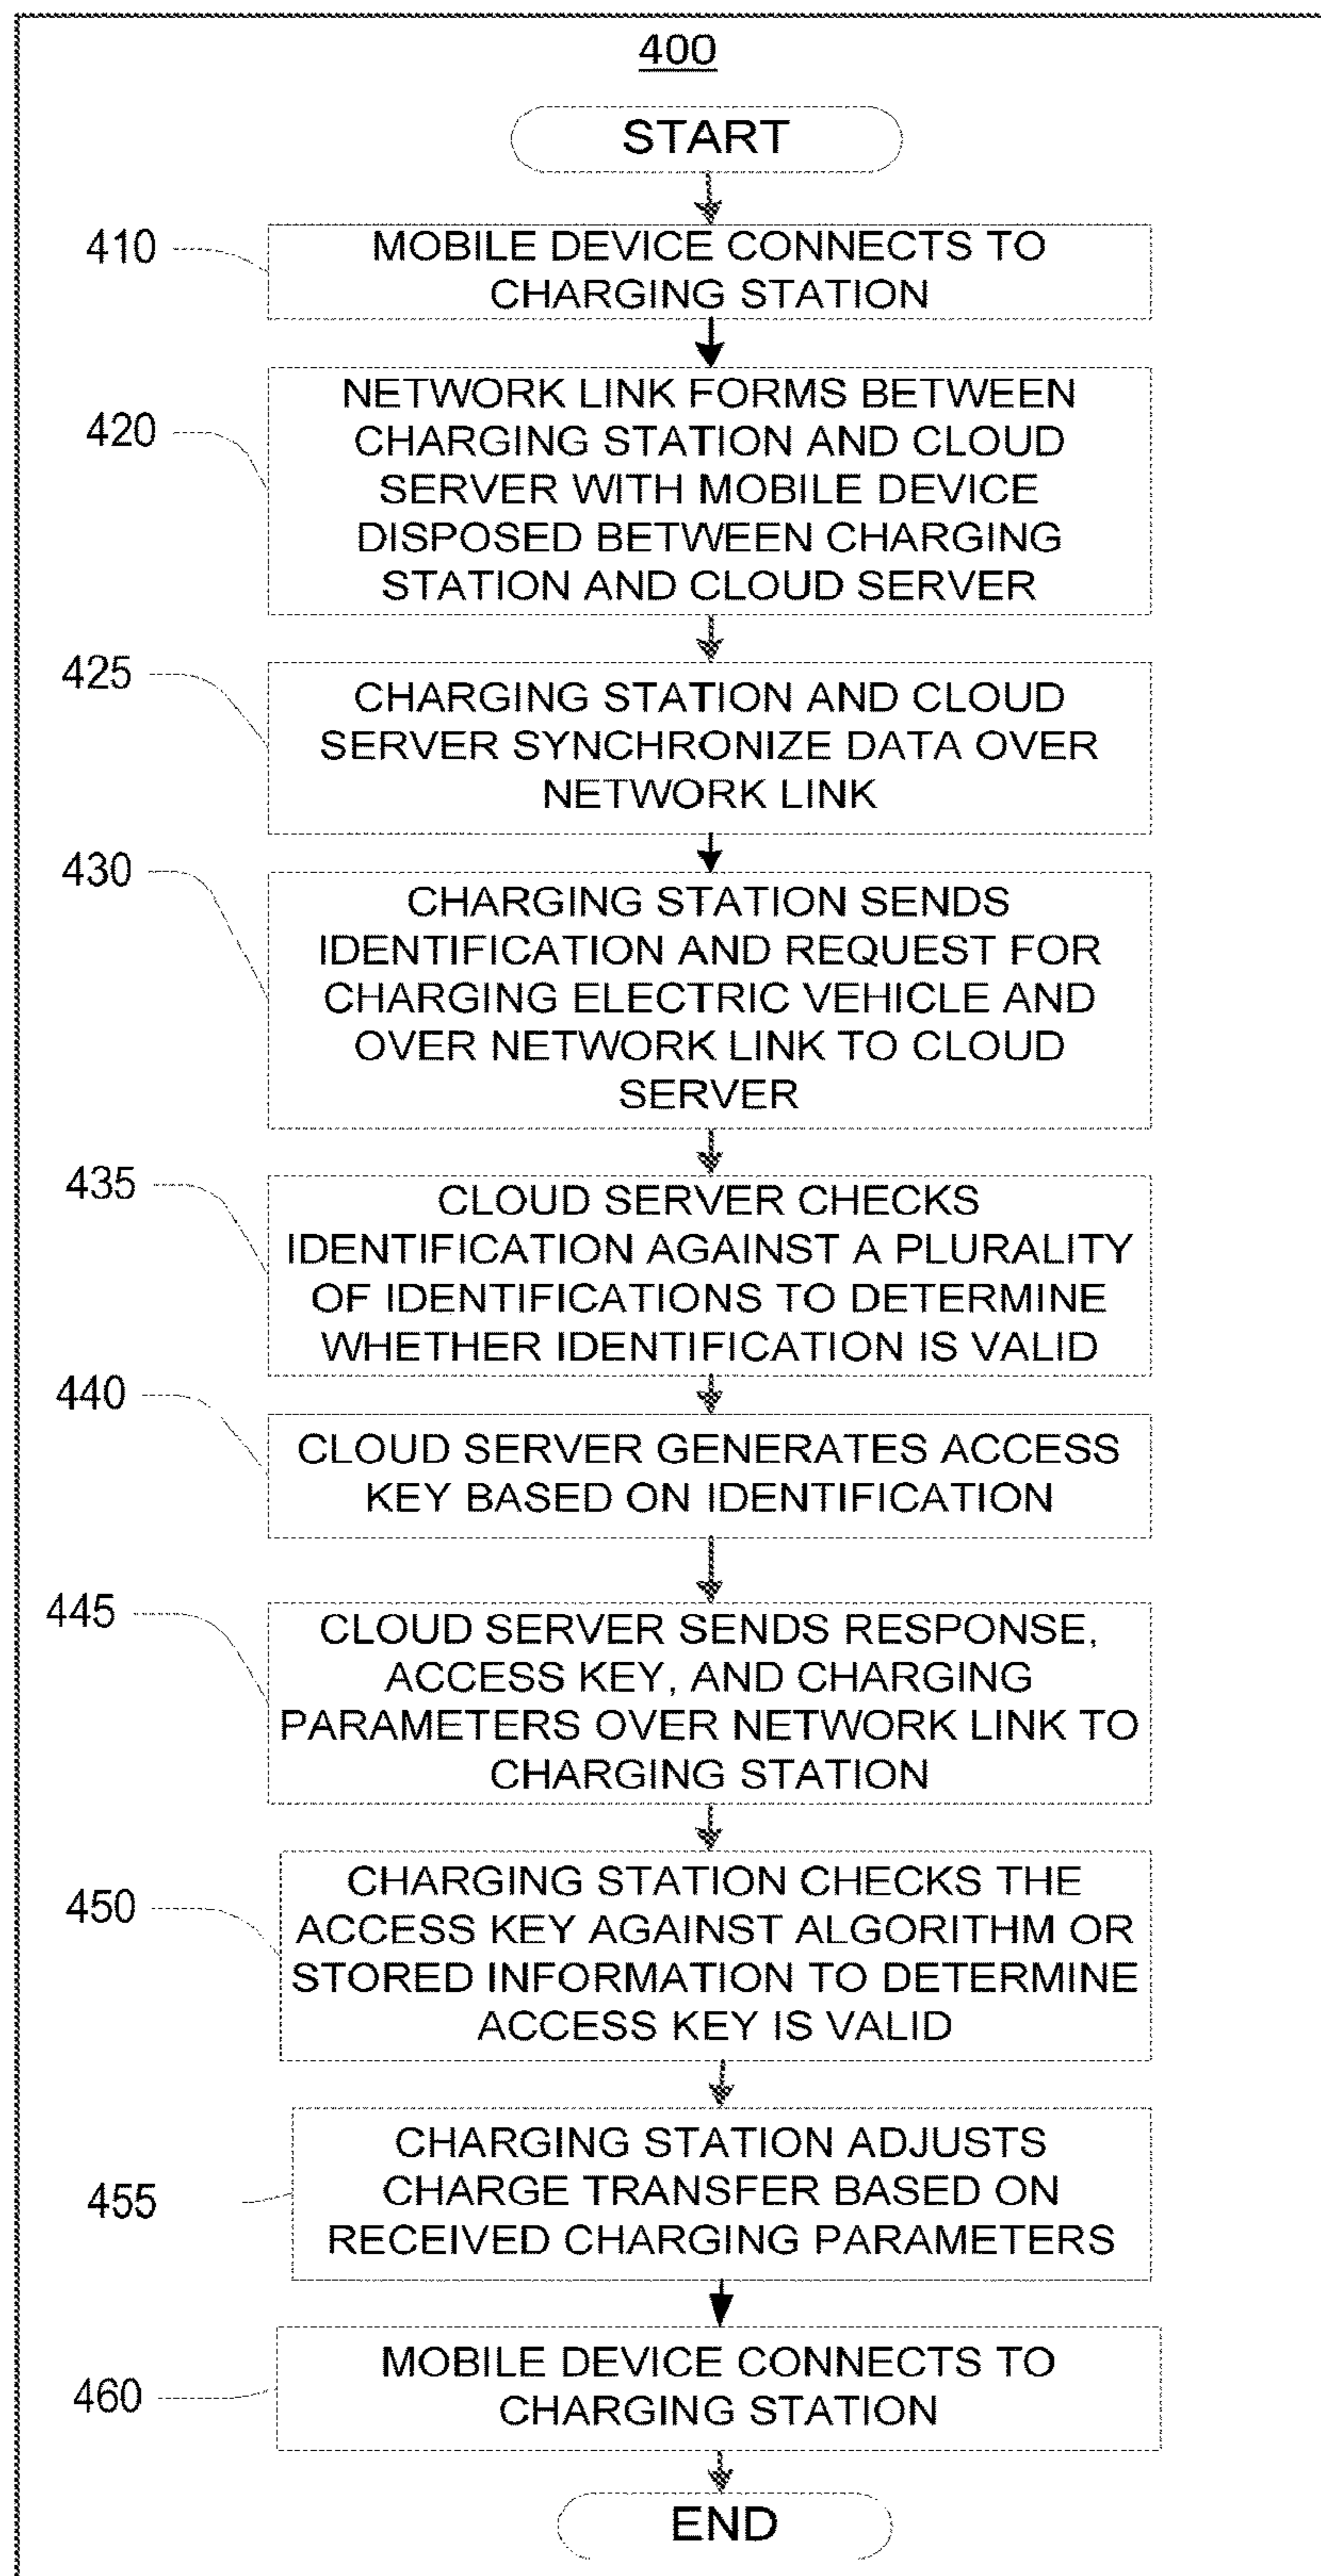 400
START
410
MOBILE DEVICE CONNECTS TO
CHARGING STATION
420
NETWORK LINK FORMS BETWEEN
CHARGING STATION AND CLOUD
SERVER WITH MOBILE DEVICE
DISPOSED BETWEEN CHARGING
STATION AND CLOUD SERVER
425
CHARGING STATION AND CLOUD
SERVER SYNCHRONIZE DATA OVER
NETWORK LINK
430
CHARGING STATION SENDS
IDENTIFICATION AND REQUEST FOR
CHARGING ELECTRIC VEHICLE AND
OVER NETWORK LINK TO CLOUD
SERVER
435
CLOUD SERVER CHECKS
IDENTIFICATION AGAINST A PLURALITY
OF IDENTIFICATIONS TO DETERMINE
WHETHER IDENTIFICATION IS VALID
440
CLOUD SERVER GENERATES ACCESS
KEY BASED ON IDENTIFICATION
445
CLOUD SERVER SENDS RESPONSE,
ACCESS KEY, AND CHARGING
PARAMETERS OVER NETWORK LINK TO
CHARGING STATION
450
CHARGING STATION CHECKS THE
ACCESS KEY AGAINST ALGORITHM OR
STORED INFORMATION TO DETERMINE
ACCESS KEY IS VALID
455
CHARGING STATION ADJUSTS
CHARGE TRANSFER BASED ON
RECEIVED CHARGING PARAMETERS
460
MOBILE DEVICE CONNECTS TO
CHARGING STATION
END